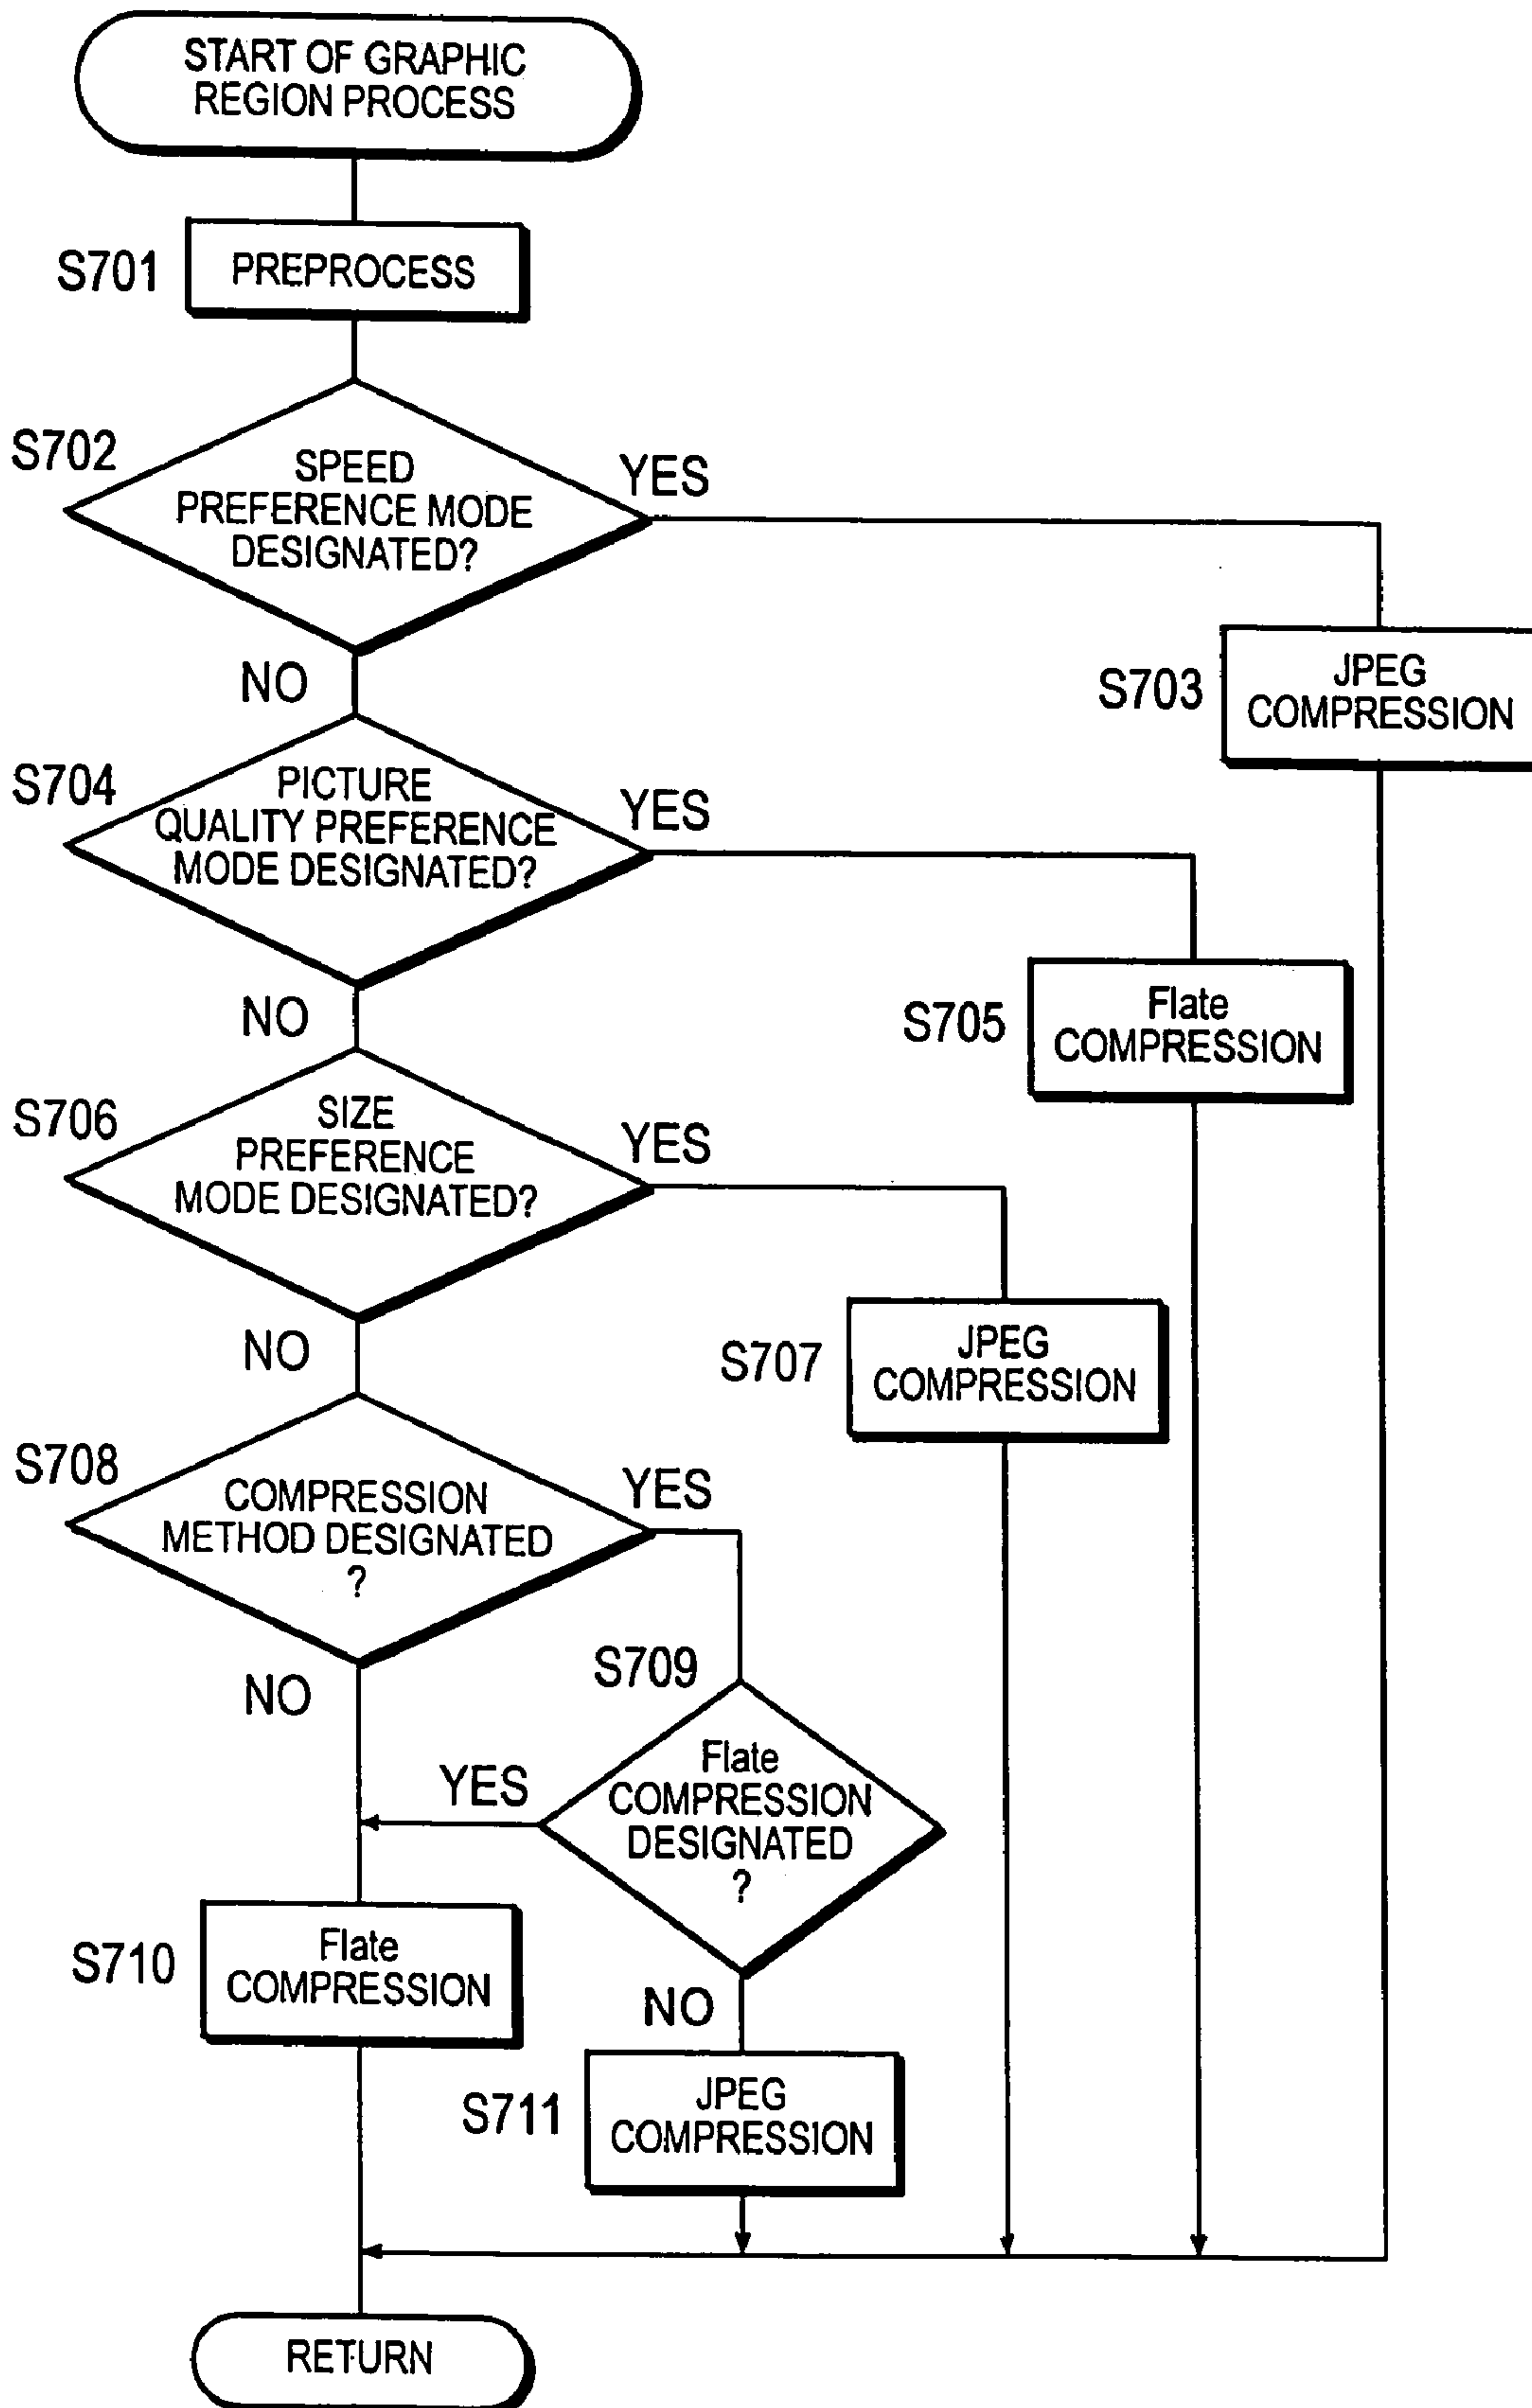 START OF GRAPHIC
REGION PROCESS
S701
PREPROCESS
S702
SPEED
PREFERENCE MODE
DESIGNATED?
YES
NO
S703
JPEG
COMPRESSION
S704
PICTURE
QUALITY PREFERENCE
MODE DESIGNATED?
YES
NO
S705
Flate
COMPRESSION
S706
SIZE
PREFERENCE
MODE DESIGNATED?
YES
NO
S707
JPEG
COMPRESSION
S708
COMPRESSION
METHOD DESIGNATED
?
YES
NO
S709
Flate
COMPRESSION
DESIGNATED
?
YES
NO
S710
Flate
COMPRESSION
S711
JPEG
COMPRESSION
RETURN